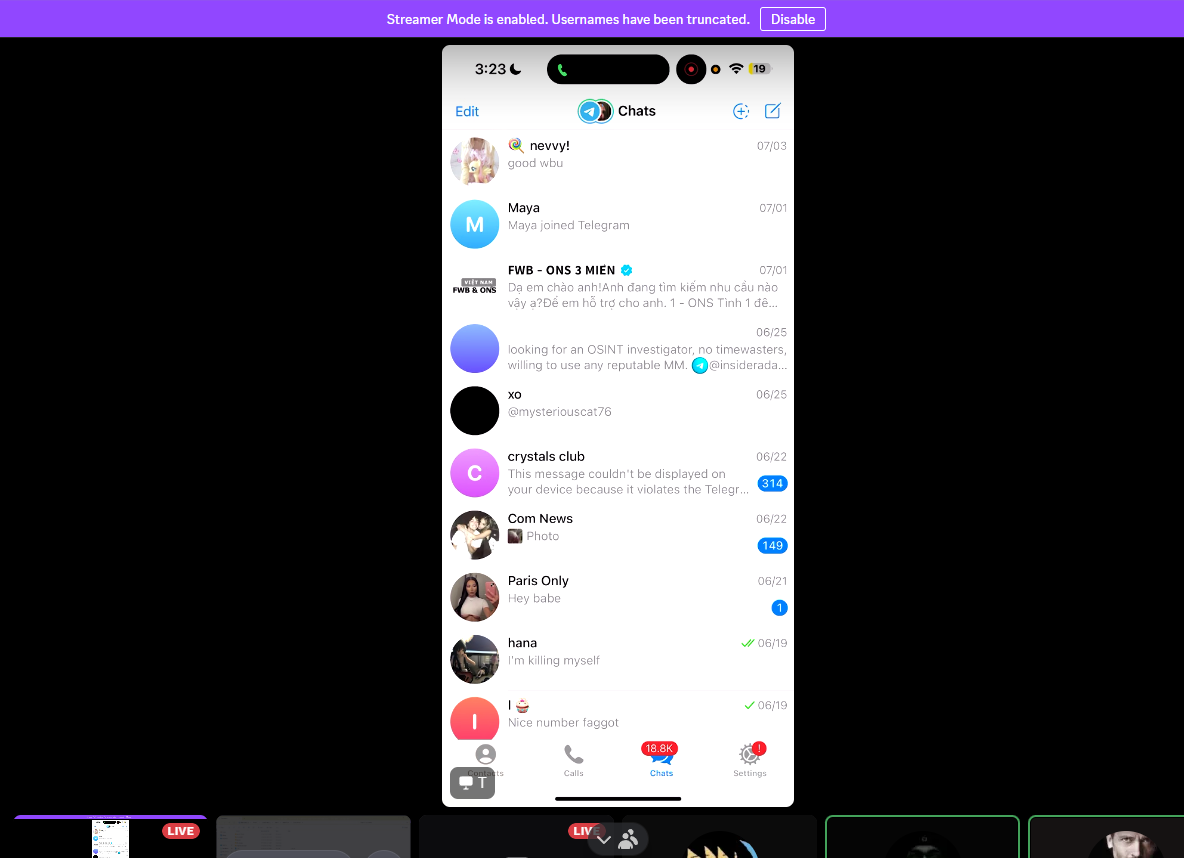 Streamer Mode is enabled. Usernames have been truncated. Disable
3:23 19
Edit Chats
nevvy! 07/03
good wbu
M Maya 07/01
Maya joined Telegram
FWB - ONS 3 MIỀN 07/01
VIỆT NAM
FWB & ONS
Dạ em chào anh!Anh đang tìm kiếm nhu cầu nào
vậy ạ?Để em hỗ trợ cho anh. 1 - ONS Tình 1 đê...
06/25
looking for an OSINT investigator, no timewasters,
willing to use any reputable MM. @insiderada...
xo 06/25
@mysteriouscat76
C crystals club 06/22
This message couldn't be displayed on
your device because it violates the Telegr... 314
Com News 06/22
Photo 149
Paris Only 06/21
Hey babe 1
hana 06/19
I'm killing myself
I I 06/19
Nice number faggot
18.8K !
Contacts Calls Chats Settings
T
LIVE LIVE